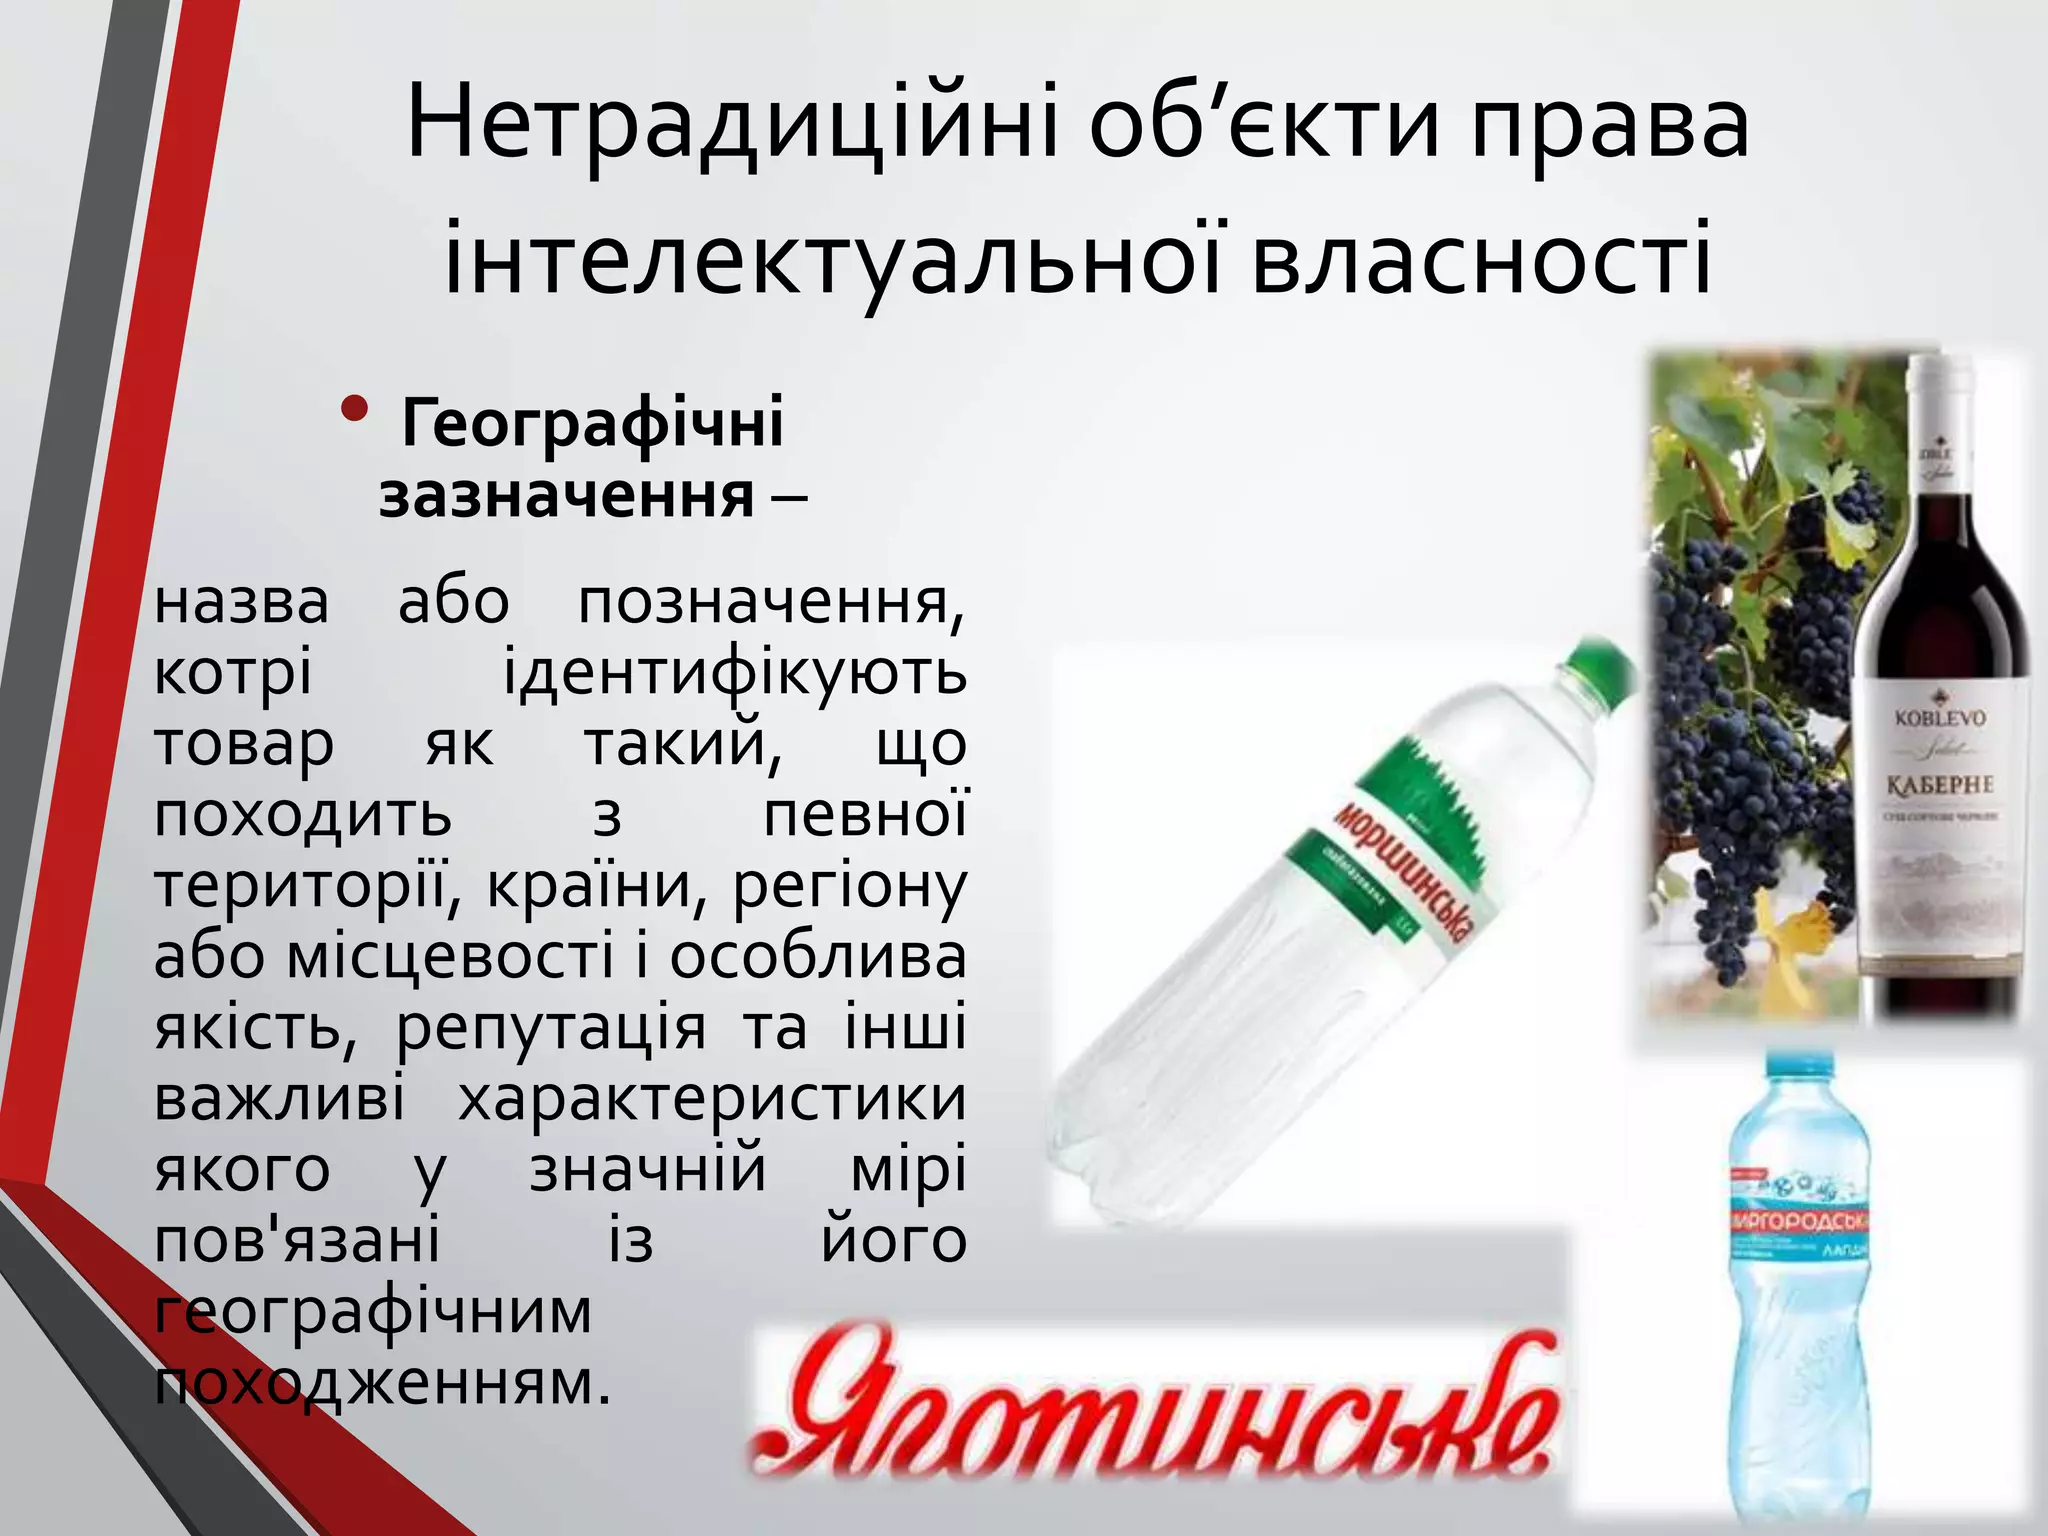 Нетрадиційні об’єкти права
інтелектуальної власності
• Географічні
зазначення –
назва або позначення,
котрі ідентифікують
товар як такий, що
походить з певної
території, країни, регіону
або місцевості і особлива
якість, репутація та інші
важливі характеристики
якого у значній мірі
пов'язані із його
географічним
походженням.
KOBLEVO
Select
КАБЕРНЕ
моршинська
МИРГОРОДСЬКА
Яготинське